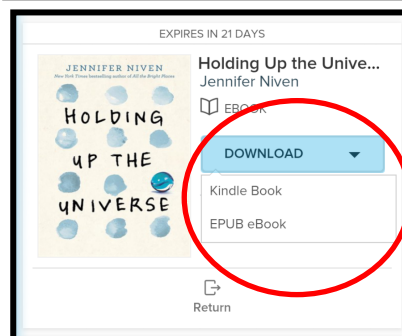 EXPIRES IN 21 DAYS
JENNIFER NIVEN
New York Times bestselling author of All the Bright Places
HOLDING
UP THE
UNIVERSE
Holding Up the Unive...
Jennifer Niven
EBOOK
DOWNLOAD
Kindle Book
EPUB eBook
Return